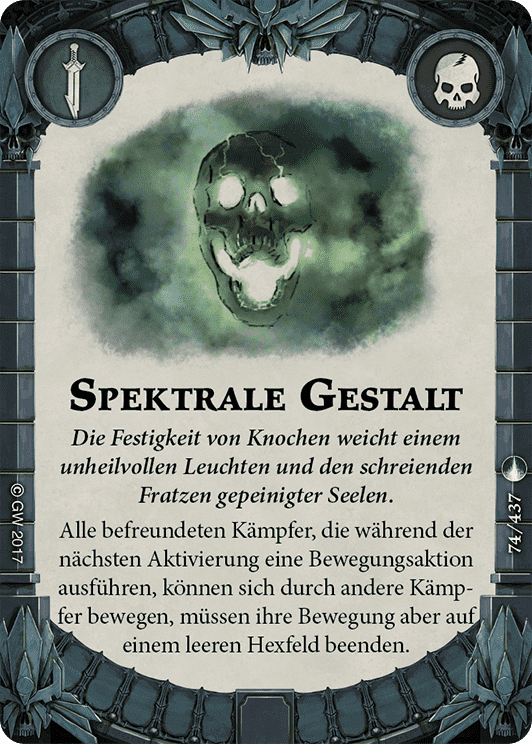 Spektrale Gestalt
Die Festigkeit von Knochen weicht einem
unheilvollen Leuchten und den schreienden
Fratzen gepeinigter Seelen.
Alle befreundeten Kämpfer, die während der
nächsten Aktivierung eine Bewegungsaktion
ausführen, können sich durch andere Kämp-
fer bewegen, müssen ihre Bewegung aber auf
einem leeren Hexfeld beenden.
© GW 2017
74/437